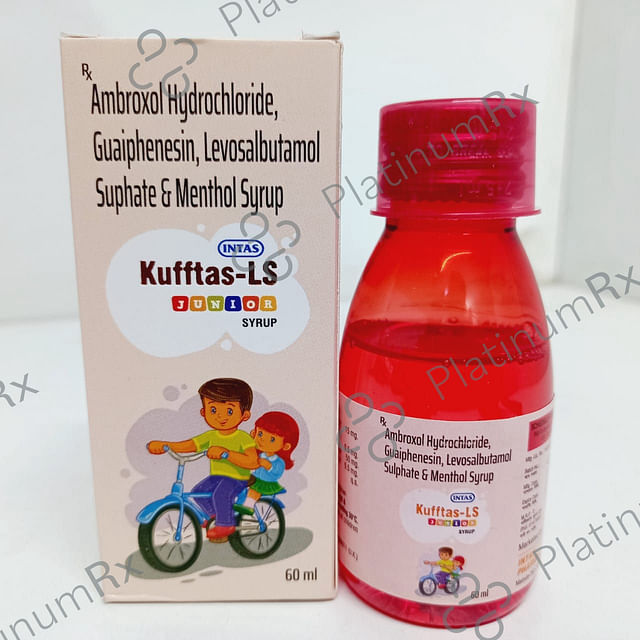 Rx
Ambroxol Hydrochloride,
Guaiphenesin, Levosalbutamol
Suphate & Menthol Syrup
INTAS
Kufftas-LS
JUNIOR
SYRUP
60 ml
Rx
Ambroxol Hydrochloride,
Guaiphenesin, Levosalbutamol
Sulphate & Menthol Syrup
INTAS
Kufftas-LS
JUNIOR
SYRUP
60 ml
PlatinumRx
PlatinumRx
PlatinumRx
PlatinumRx